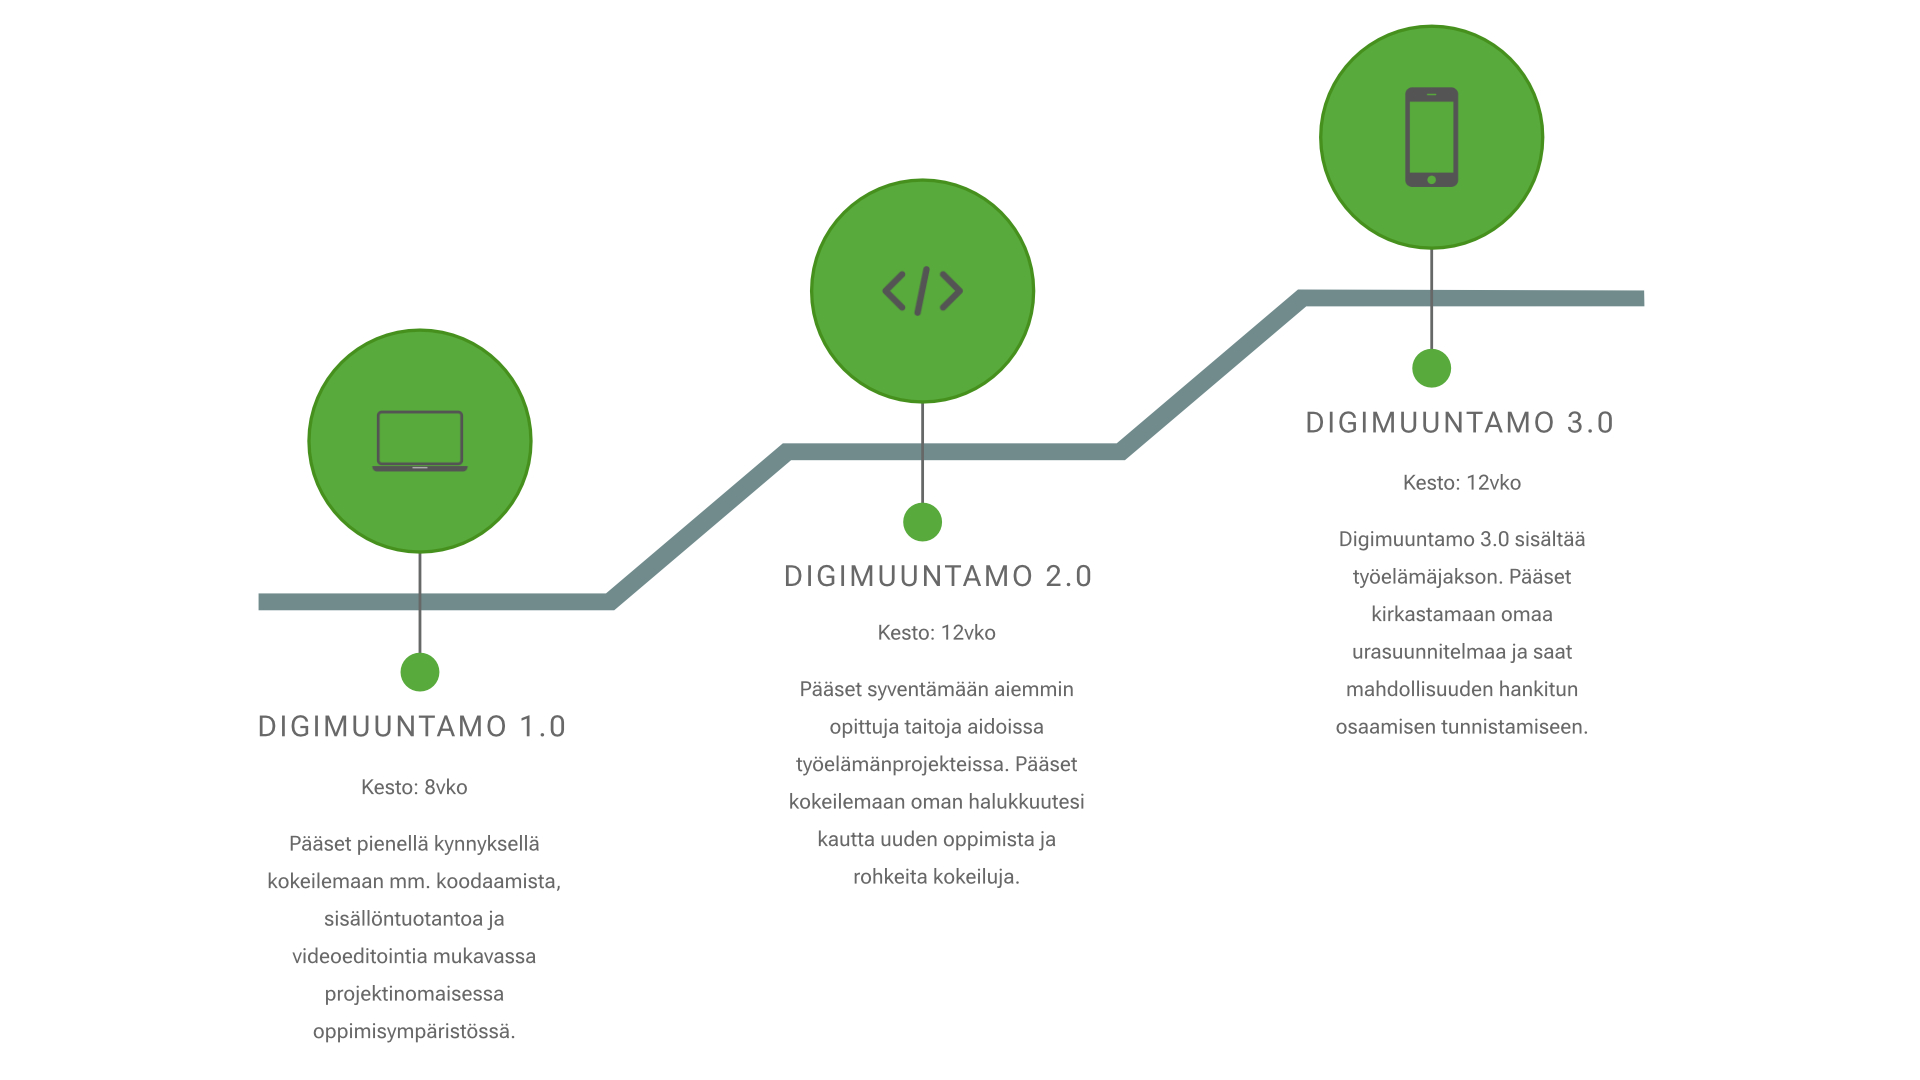 DIGIMUUNTAMO 1.0
Kesto: 8vko
Pääset pienellä kynnyksellä
kokeilemaan mm. koodaamista,
sisällöntuotantoa ja
videoeditointia mukavassa
projektinomaisessa
oppimisympäristössä.
</>
DIGIMUUNTAMO 2.0
Kesto: 12vko
Pääset syventämään aiemmin
opittuja taitoja aidoissa
työelämänprojekteissa. Pääset
kokeilemaan oman halukkuutesi
kautta uuden oppimista ja
rohkeita kokeiluja.
DIGIMUUNTAMO 3.0
Kesto: 12vko
Digimuuntamo 3.0 sisältää
työelämäjakson. Pääset
kirkastamaan omaa
urasuunnitelmaa ja saat
mahdollisuuden hankitun
osaamisen tunnistamiseen.